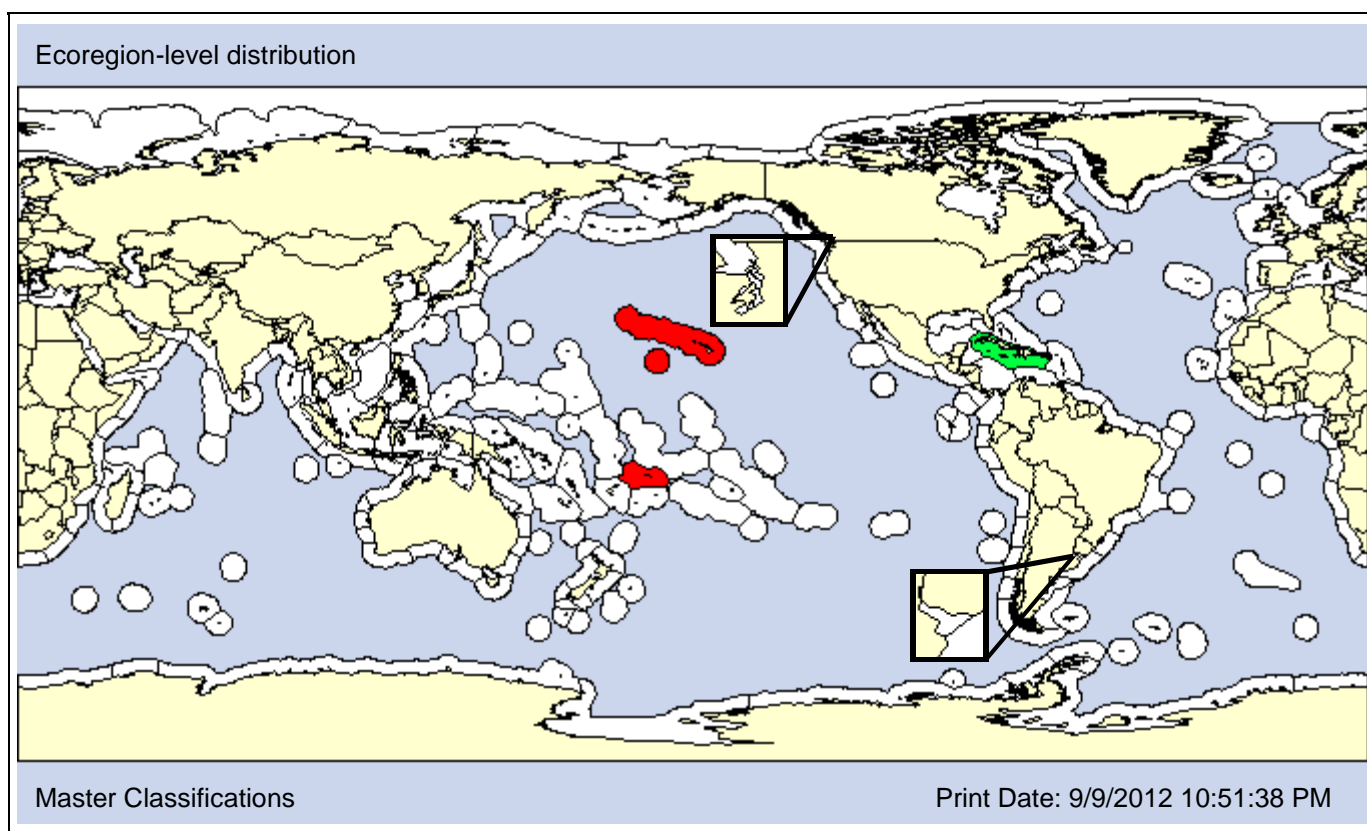 Ecoregion-level distribution
Master Classifications
Print Date: 9/9/2012 10:51:38 PM